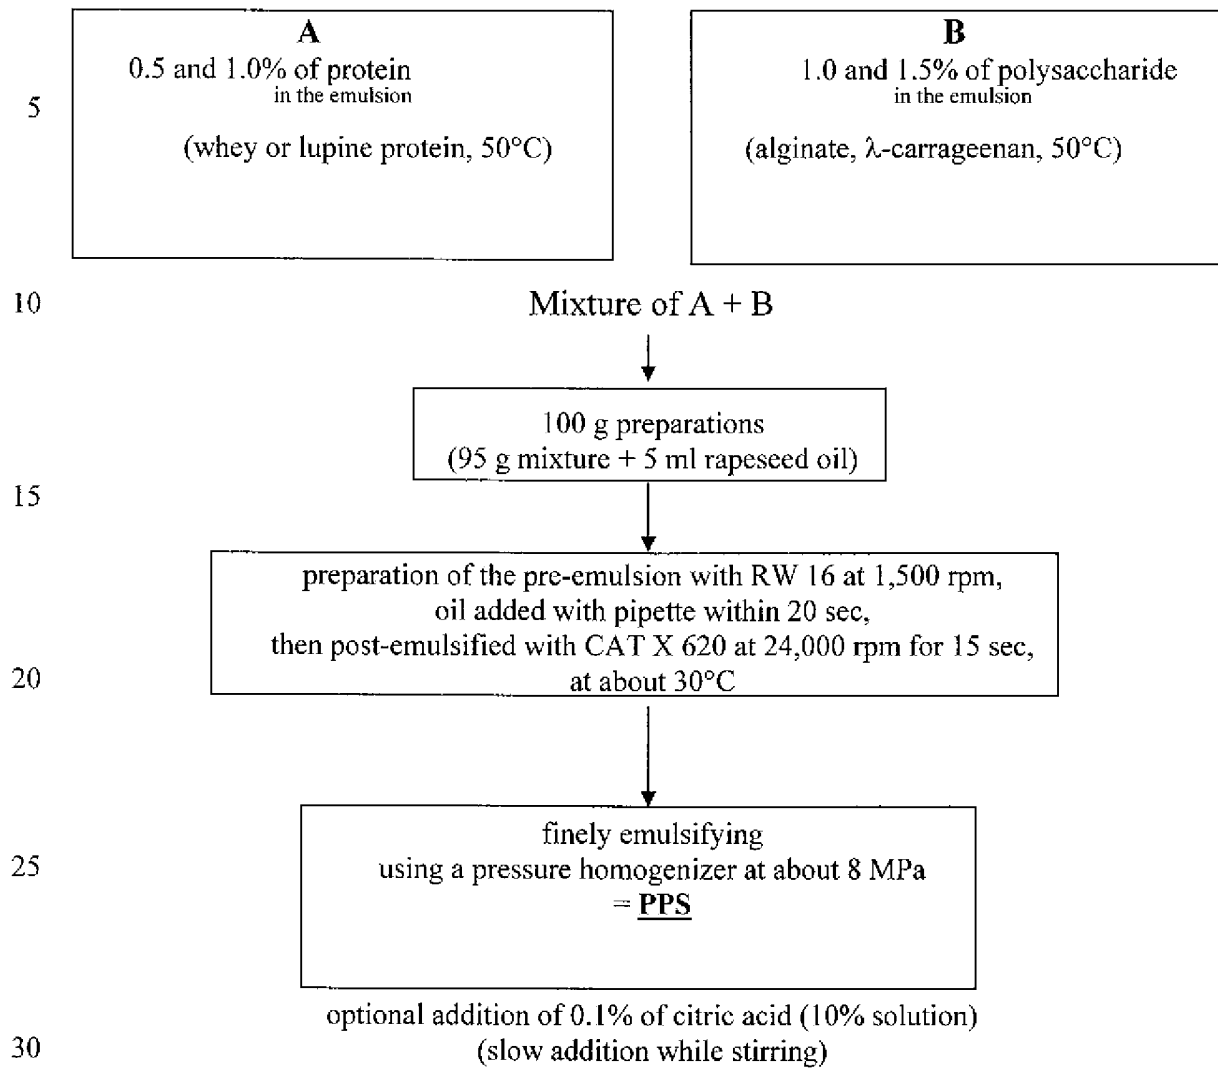 A
0.5 and 1.0% of protein
in the emulsion
(whey or lupine protein, 50°C)
B
1.0 and 1.5% of polysaccharide
in the emulsion
(alginate, λ-carrageenan, 50°C)
5
10
Mixture of A + B
100 g preparations
(95 g mixture + 5 ml rapeseed oil)
15
preparation of the pre-emulsion with RW 16 at 1,500 rpm,
oil added with pipette within 20 sec,
then post-emulsified with CAT X 620 at 24,000 rpm for 15 sec,
20
at about 30°C
finely emulsifying
25
using a pressure homogenizer at about 8 MPa
= PPS
optional addition of 0.1% of citric acid (10% solution)
30
(slow addition while stirring)